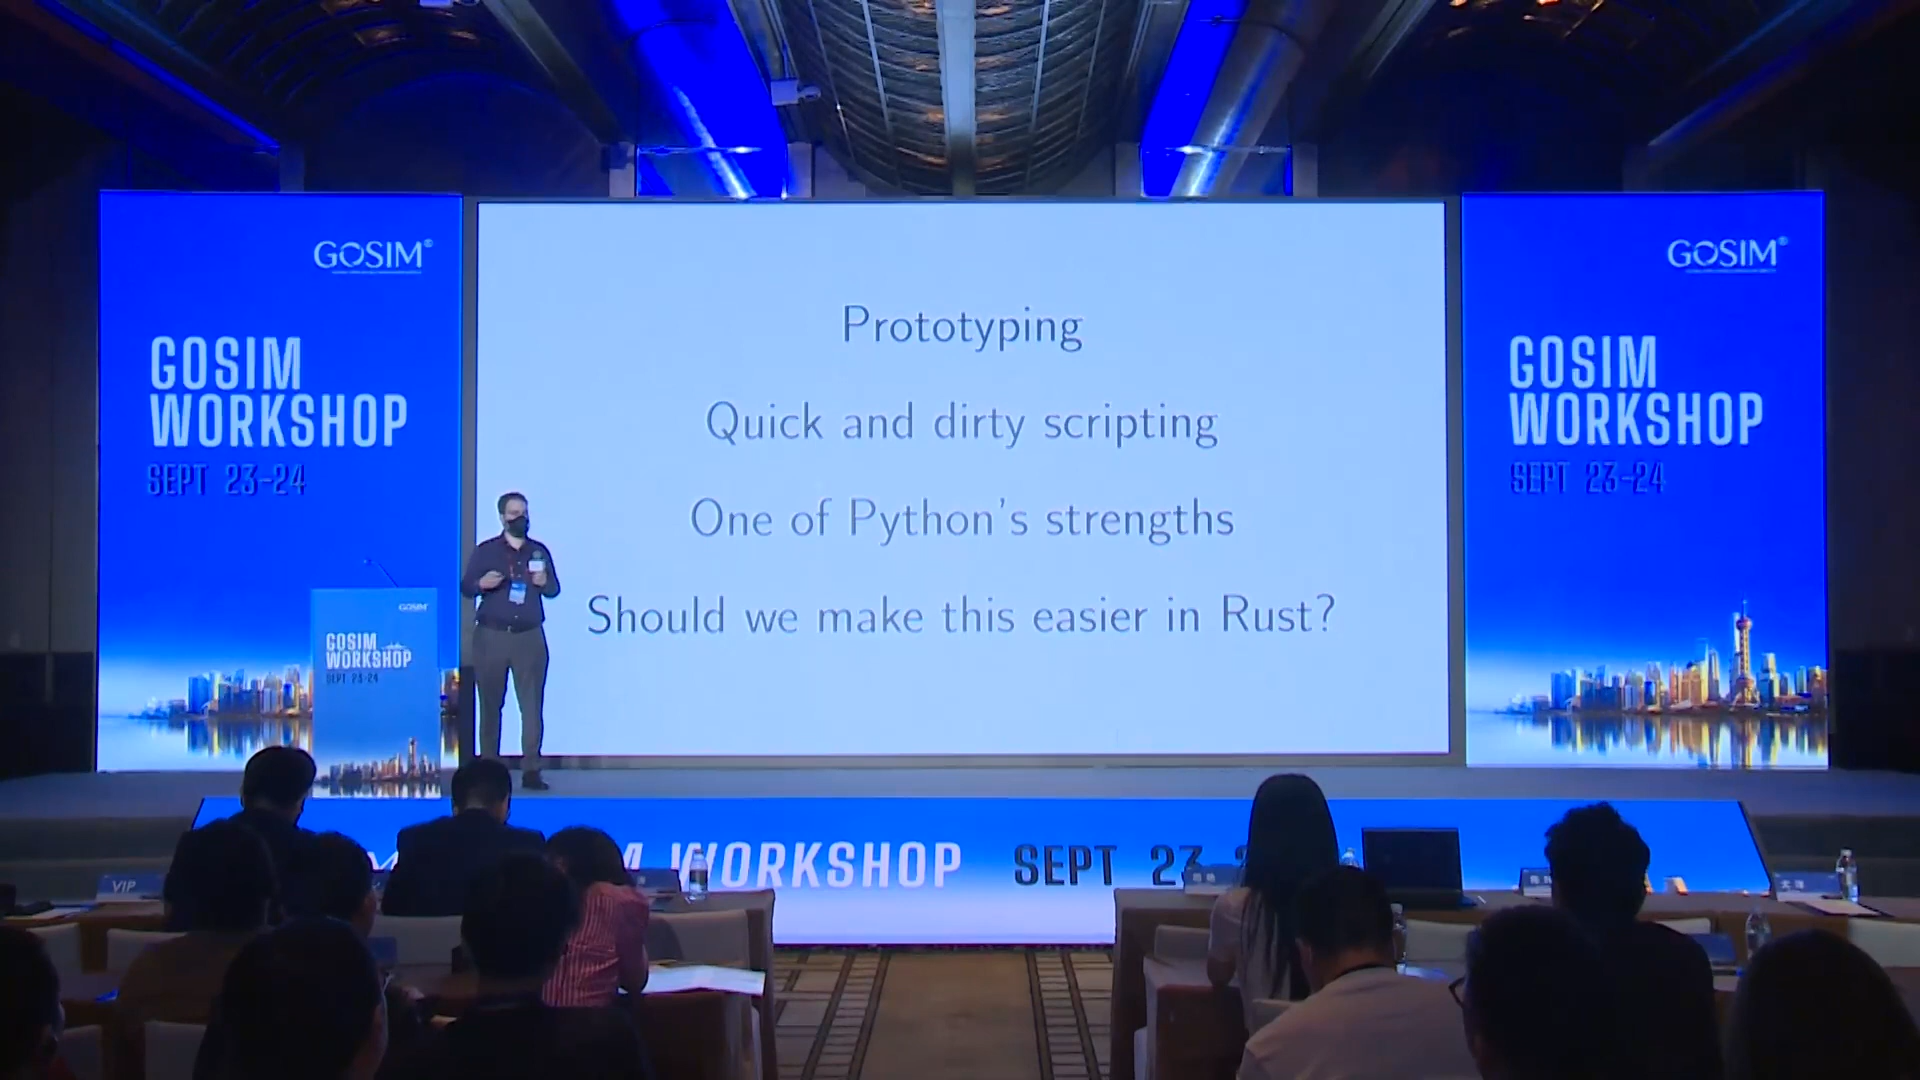 GOSIM®
GOSIM
WORKSHOP
SEPT 23-24
Prototyping
Quick and dirty scripting
One of Python's strengths
Should we make this easier in Rust?
GOSIM®
GOSIM
WORKSHOP
SEPT 23-24
GOSIM
GOSIM
WORKSHOP
SEPT 23-24
WORKSHOP SEPT 23
VIP